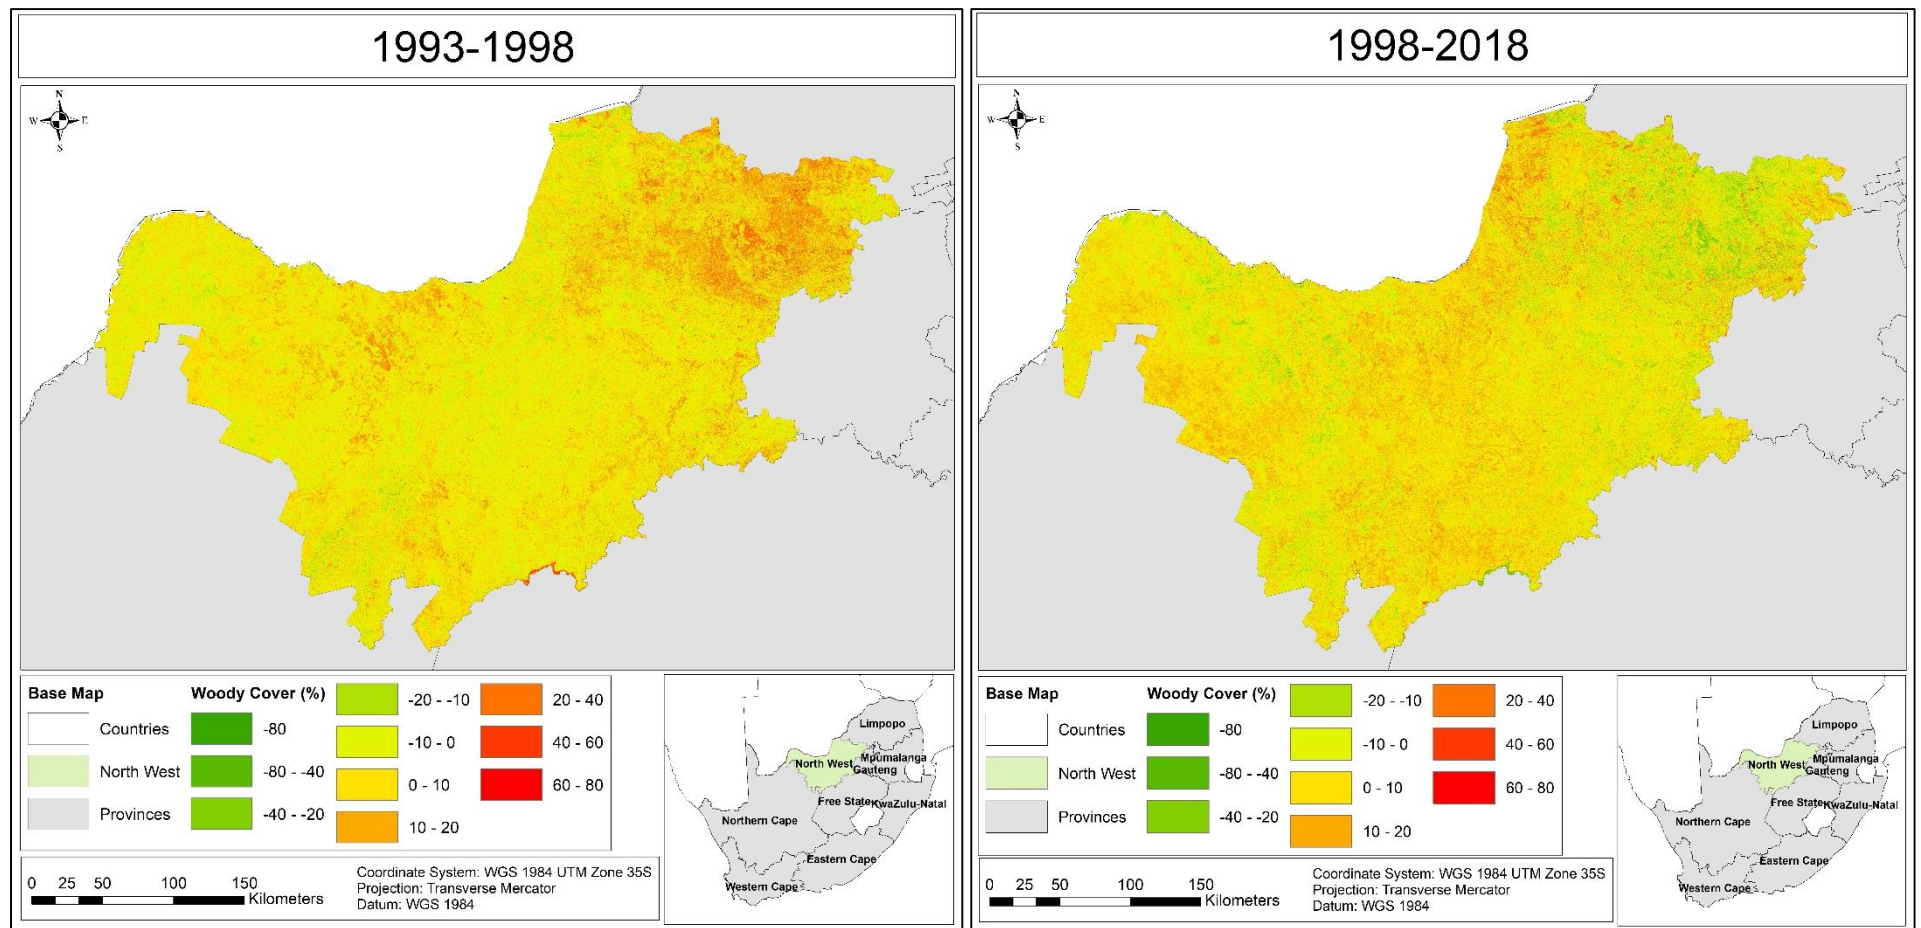 1993-1998
N
W
E
S
Base Map
Countries
North West
Provinces
Woody Cover (%)
-80
-80 - -40
-40 - -20
-20 - -10
-10 - 0
0 - 10
10 - 20
20 - 40
40 - 60
60 - 80
Limpopo
North West
Mpumalanga
Gauteng
Free State
KwaZulu-Natal
Northern Cape
Eastern Cape
Western Cape
0 25 50 100 150
Kilometers
Coordinate System: WGS 1984 UTM Zone 35S
Projection: Transverse Mercator
Datum: WGS 1984
1998-2018
N
W
E
S
Base Map
Countries
North West
Provinces
Woody Cover (%)
-80
-80 - -40
-40 - -20
-20 - -10
-10 - 0
0 - 10
10 - 20
20 - 40
40 - 60
60 - 80
Limpopo
North West
Mpumalanga
Gauteng
Free State
KwaZulu-Natal
Northern Cape
Eastern Cape
Western Cape
0 25 50 100 150
Kilometers
Coordinate System: WGS 1984 UTM Zone 35S
Projection: Transverse Mercator
Datum: WGS 1984